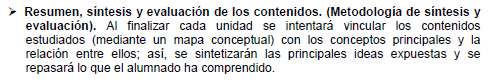 ➢ Resumen, síntesis y evaluación de los contenidos. (Metodología de síntesis y
evaluación). Al finalizar cada unidad se intentará vincular los contenidos
estudiados (mediante un mapa conceptual) con los conceptos principales y la
relación entre ellos; así, se sintetizarán las principales ideas expuestas y se
repasará lo que el alumnado ha comprendido.